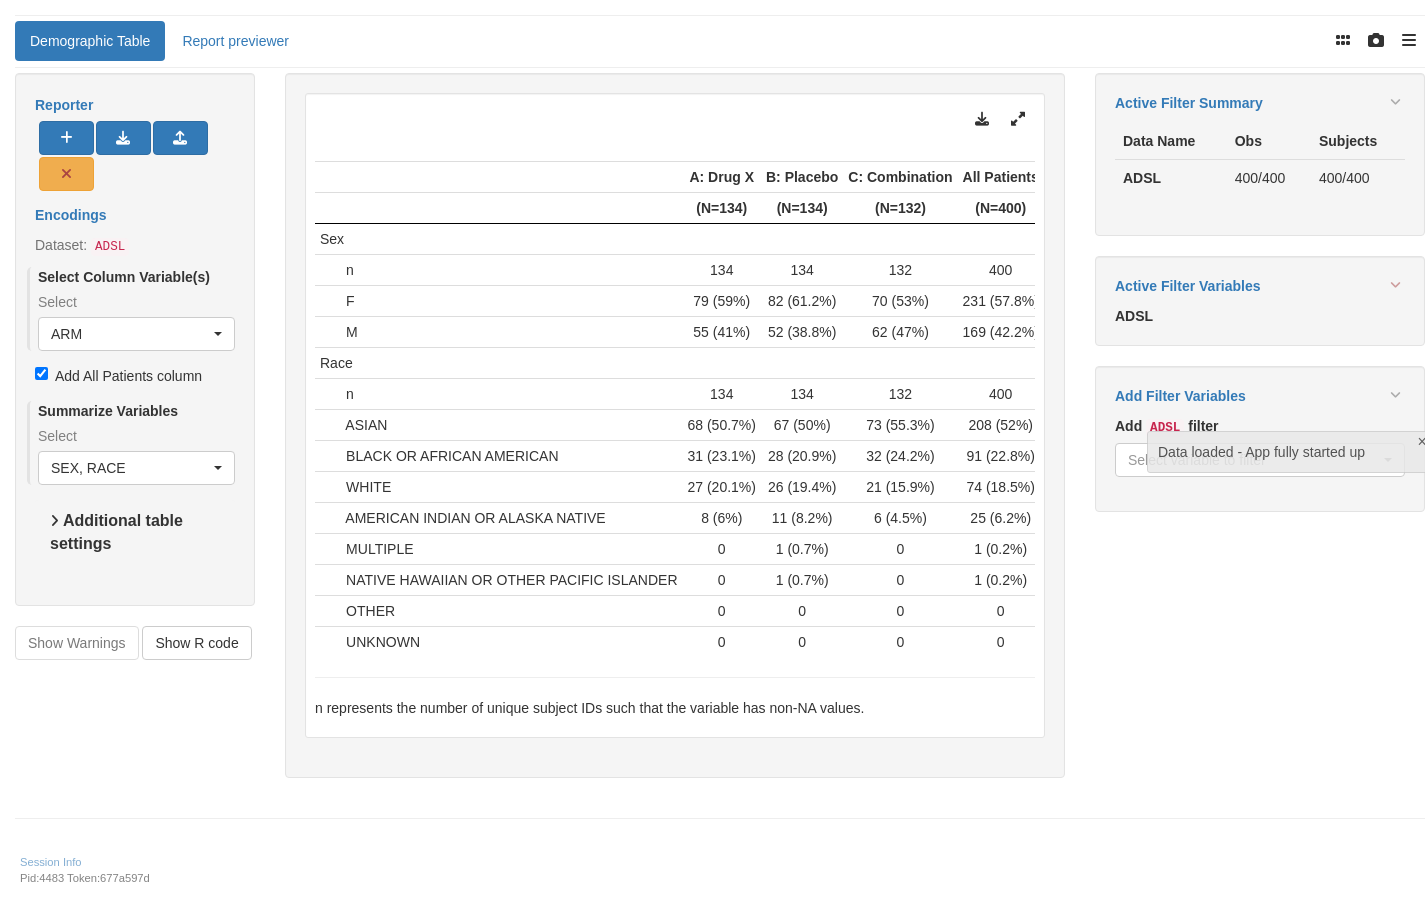 Demographic Table
Report previewer
Reporter
Encodings
Dataset: ADSL
Select Column Variable(s)
Select
ARM
Add All Patients column
Summarize Variables
Select
SEX, RACE
Additional table
settings
Show Warnings
Show R code
A: Drug X B: Placebo C: Combination All Patients
(N=134) (N=134) (N=132) (N=400)
Sex
n 134 134 132 400
F 79 (59%) 82 (61.2%) 70 (53%) 231 (57.8%
M 55 (41%) 52 (38.8%) 62 (47%) 169 (42.2%
Race
n 134 134 132 400
ASIAN 68 (50.7%) 67 (50%) 73 (55.3%) 208 (52%)
BLACK OR AFRICAN AMERICAN 31 (23.1%) 28 (20.9%) 32 (24.2%) 91 (22.8%)
WHITE 27 (20.1%) 26 (19.4%) 21 (15.9%) 74 (18.5%)
AMERICAN INDIAN OR ALASKA NATIVE 8 (6%) 11 (8.2%) 6 (4.5%) 25 (6.2%)
MULTIPLE 0 1 (0.7%) 0 1 (0.2%)
NATIVE HAWAIIAN OR OTHER PACIFIC ISLANDER 0 1 (0.7%) 0 1 (0.2%)
OTHER 0 0 0 0
UNKNOWN 0 0 0 0
n represents the number of unique subject IDs such that the variable has non-NA values.
Active Filter Summary
Data Name Obs Subjects
ADSL 400/400 400/400
Active Filter Variables
ADSL
Add Filter Variables
Add ADSL filter
Select variable to filter
Data loaded - App fully started up
×
Session Info
Pid:4483 Token:677a597d